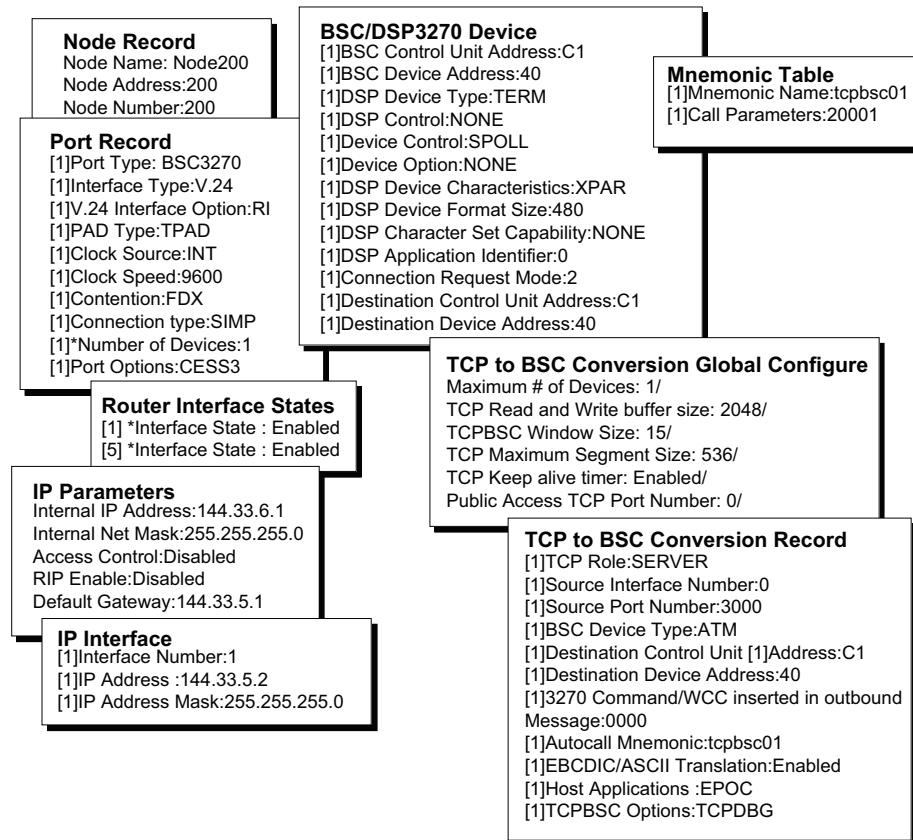 Node Record
Node Name: Node200
Node Address:200
Node Number:200
Port Record
[1]Port Type: BSC3270
[1]Interface Type:V.24
[1]V.24 Interface Option:RI
[1]PAD Type:TPAD
[1]Clock Source:INT
[1]Clock Speed:9600
[1]Contention:FDX
[1]Connection type:SIMP
[1]*Number of Devices:1
[1]Port Options:CESS3
BSC/DSP3270 Device
[1]BSC Control Unit Address:C1
[1]BSC Device Address:40
[1]DSP Device Type:TERM
[1]DSP Control:NONE
[1]Device Control:SPOLL
[1]Device Option:NONE
[1]DSP Device Characteristics:XPAR
[1]DSP Device Format Size:480
[1]DSP Character Set Capability:NONE
[1]DSP Application Identifier:0
[1]Connection Request Mode:2
[1]Destination Control Unit Address:C1
[1]Destination Device Address:40
Mnemonic Table
[1]Mnemonic Name:tcpbsc01
[1]Call Parameters:20001
Router Interface States
[1] *Interface State : Enabled
[5] *Interface State : Enabled
IP Parameters
Internal IP Address:144.33.6.1
Internal Net Mask:255.255.255.0
Access Control:Disabled
RIP Enable:Disabled
Default Gateway:144.33.5.1
IP Interface
[1]Interface Number:1
[1]IP Address :144.33.5.2
[1]IP Address Mask:255.255.255.0
TCP to BSC Conversion Global Configure
Maximum # of Devices: 1/
TCP Read and Write buffer size: 2048/
TCPBSC Window Size: 15/
TCP Maximum Segment Size: 536/
TCP Keep alive timer: Enabled/
Public Access TCP Port Number: 0/
TCP to BSC Conversion Record
[1]TCP Role:SERVER
[1]Source Interface Number:0
[1]Source Port Number:3000
[1]BSC Device Type:ATM
[1]Destination Control Unit [1]Address:C1
[1]Destination Device Address:40
[1]3270 Command/WCC inserted in outbound
Message:0000
[1]Autocall Mnemonic:tcpbsc01
[1]EBCDIC/ASCII Translation:Enabled
[1]Host Applications :EPOC
[1]TCPBSC Options:TCPDBG